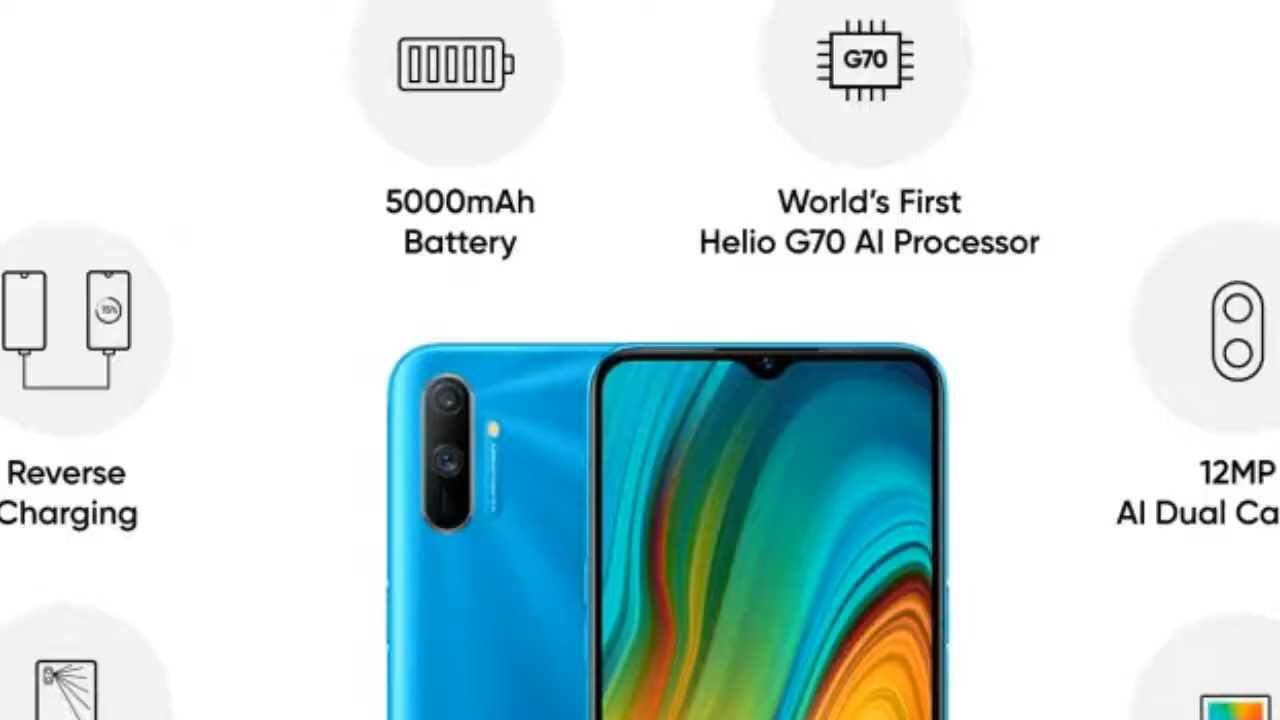 G70
5000mAh
Battery
World's First
Helio G70 AI Processor
Reverse
Charging
12MP
AI Dual Ca